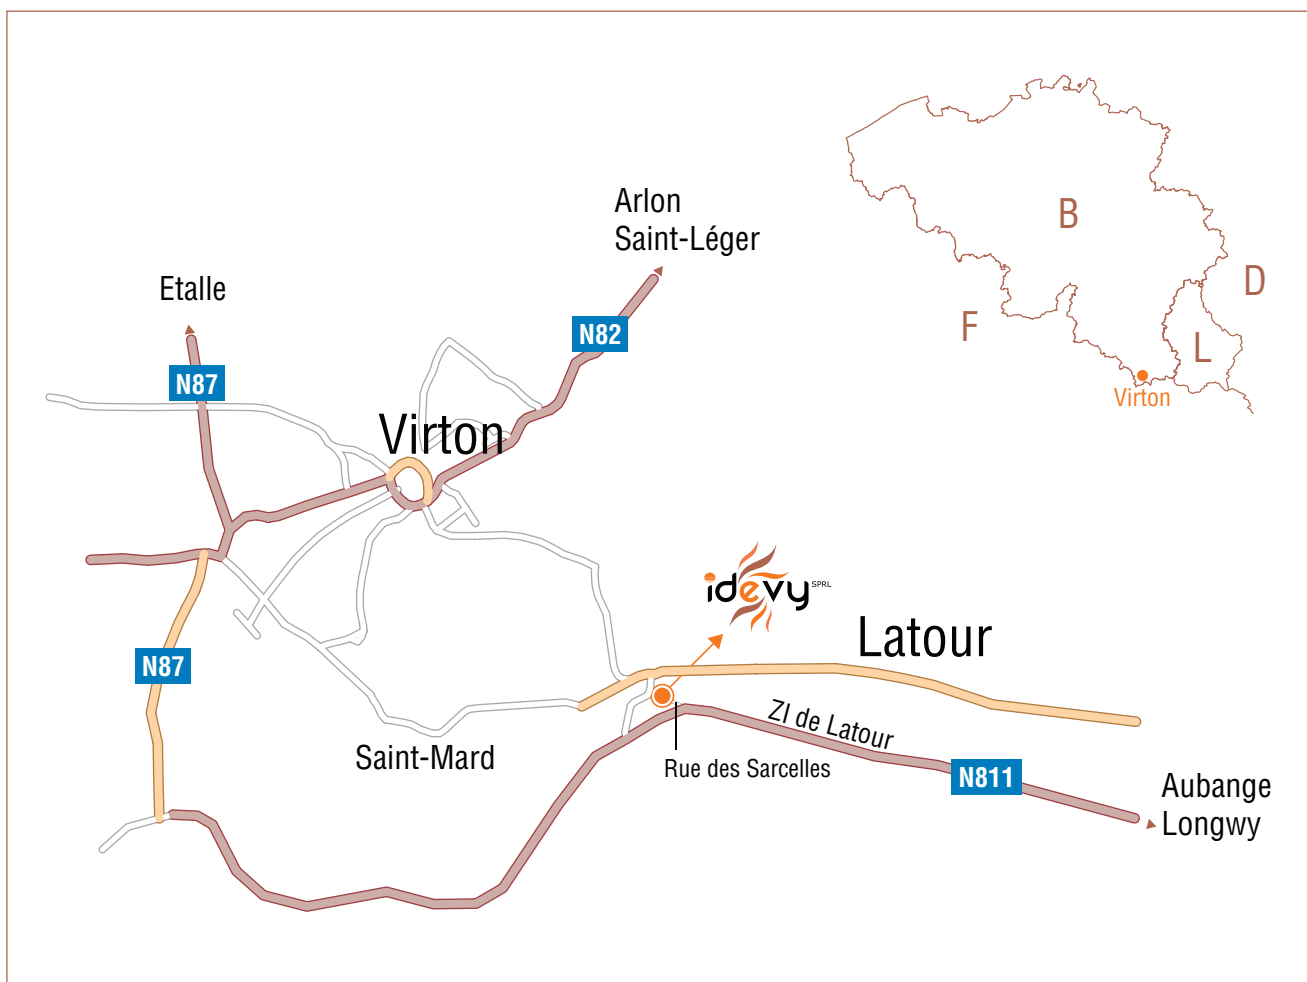 Arlon
Saint-Léger
Etalle
N82
N87
Virton
B
D
F
L
Virton
idevy SPRL
Latour
N87
ZI de Latour
Saint-Mard
Rue des Sarcelles
N811
Aubange
Longwy